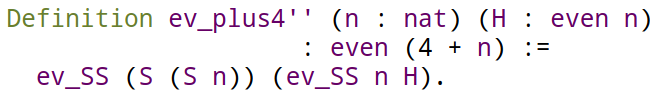 Definition ev_plus4'' (n : nat) (H : even n)
: even (4 + n) :=
ev_SS (S (S n)) (ev_SS n H).